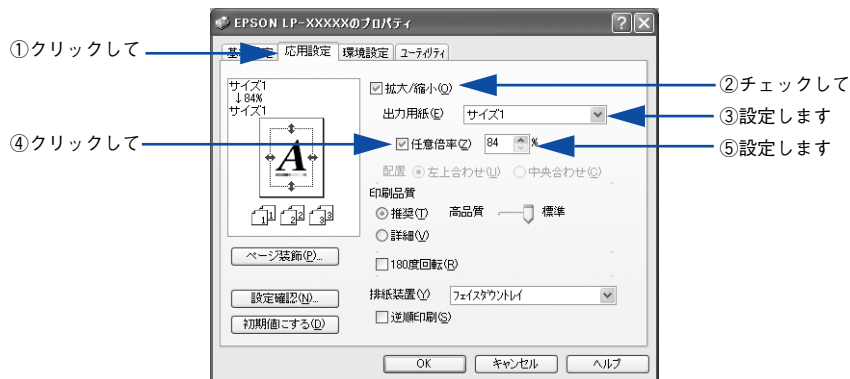 EPSON LP-XXXXXのプロパティ
①クリックして
応用設定
環境設定
ユーティリティ
サイズ1
↓84%
サイズ1
A
1 1 2 2 3 3
拡大/縮小(O)
②チェックして
出力用紙(E)
サイズ1
③設定します
④クリックして
任意倍率(Z)
84
%
⑤設定します
配置
左上合わせ(U)
中央合わせ(C)
印刷品質
推奨(T)
高品質
標準
詳細(V)
ページ装飾(P)...
180度回転(R)
設定確認(N)...
排紙装置(Y)
フェイスダウントレイ
初期値にする(D)
逆順印刷(S)
OK
キャンセル
ヘルプ